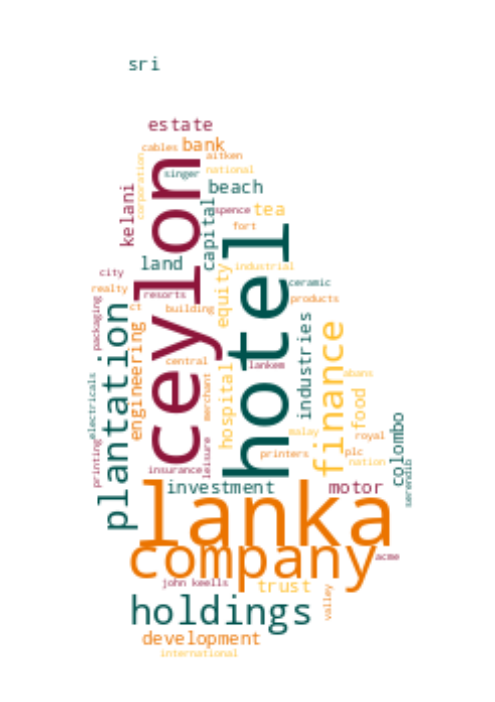 sri
estate
cables
bank
aitken
corporation
singer
national
kelani
beach
capital
spence
tea
fort
ceylon
hotel
land
equity
industrial
city
realty
resorts
ceramic
products
packaging
plantation
ct
building
engineering
industries
finance
central
lankem
abans
electricals
merchant
hospital
food
malay
royal
colombo
printers
plc
nation
printing
insurance
leisure
serendib
investment
motor
lanka
company
acme
john keells
trust
valley
holdings
development
international